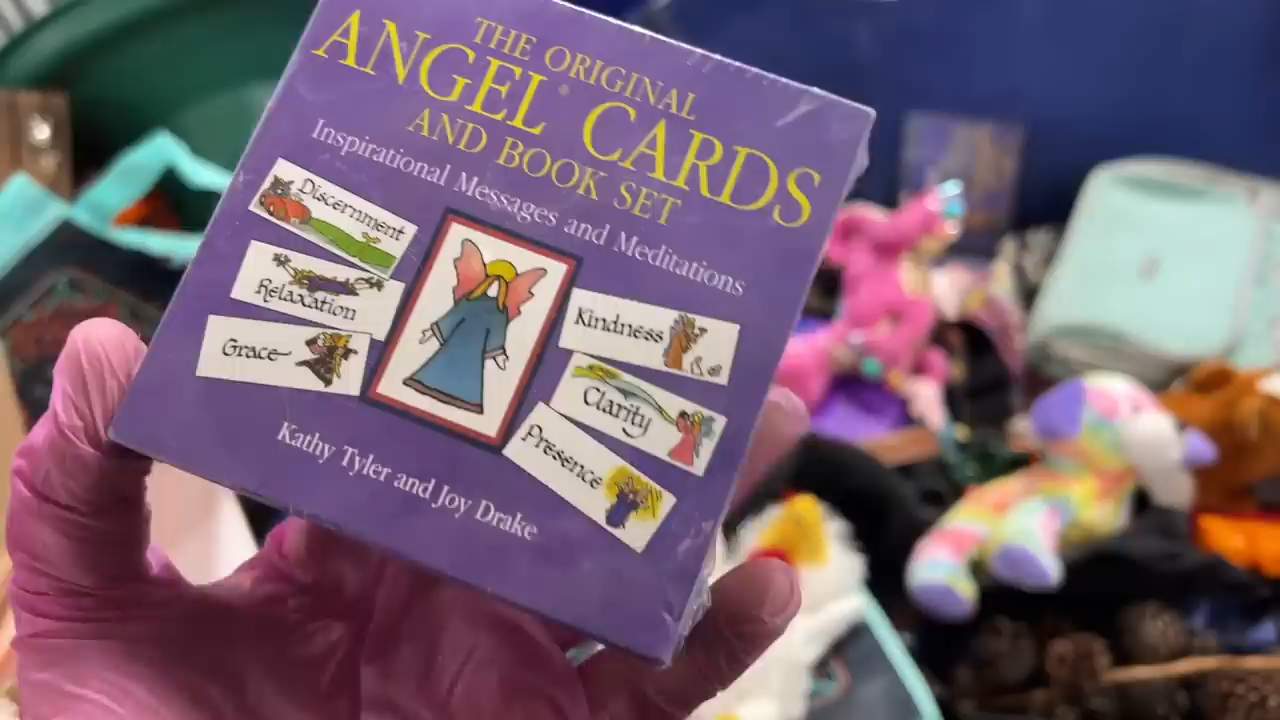 THE ORIGINAL
ANGEL® CARDS
AND BOOK SET
Inspirational Messages and Meditations
Discernment
Relaxation
Grace
Kindness
Clarity
Presence
Kathy Tyler and Joy Drake